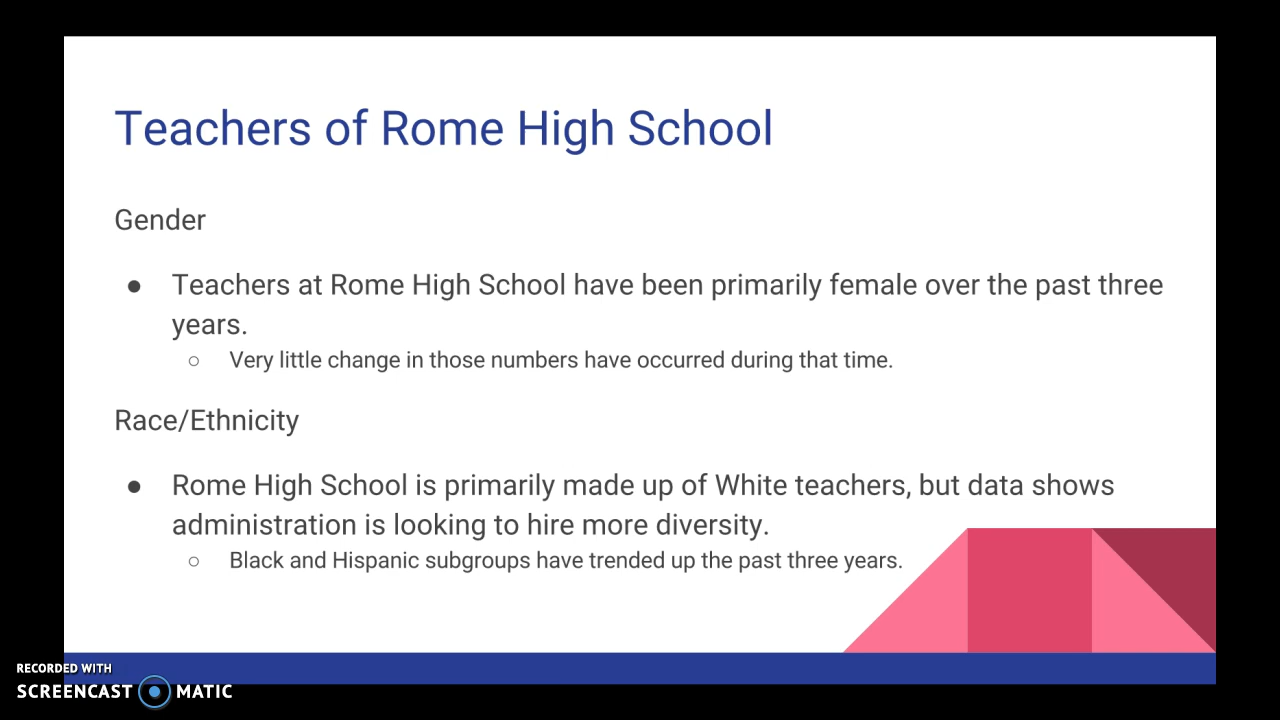 Teachers of Rome High School
Gender
● Teachers at Rome High School have been primarily female over the past three
years.
○ Very little change in those numbers have occurred during that time.
Race/Ethnicity
● Rome High School is primarily made up of White teachers, but data shows
administration is looking to hire more diversity.
○ Black and Hispanic subgroups have trended up the past three years.
RECORDED WITH
SCREENCAST MATIC